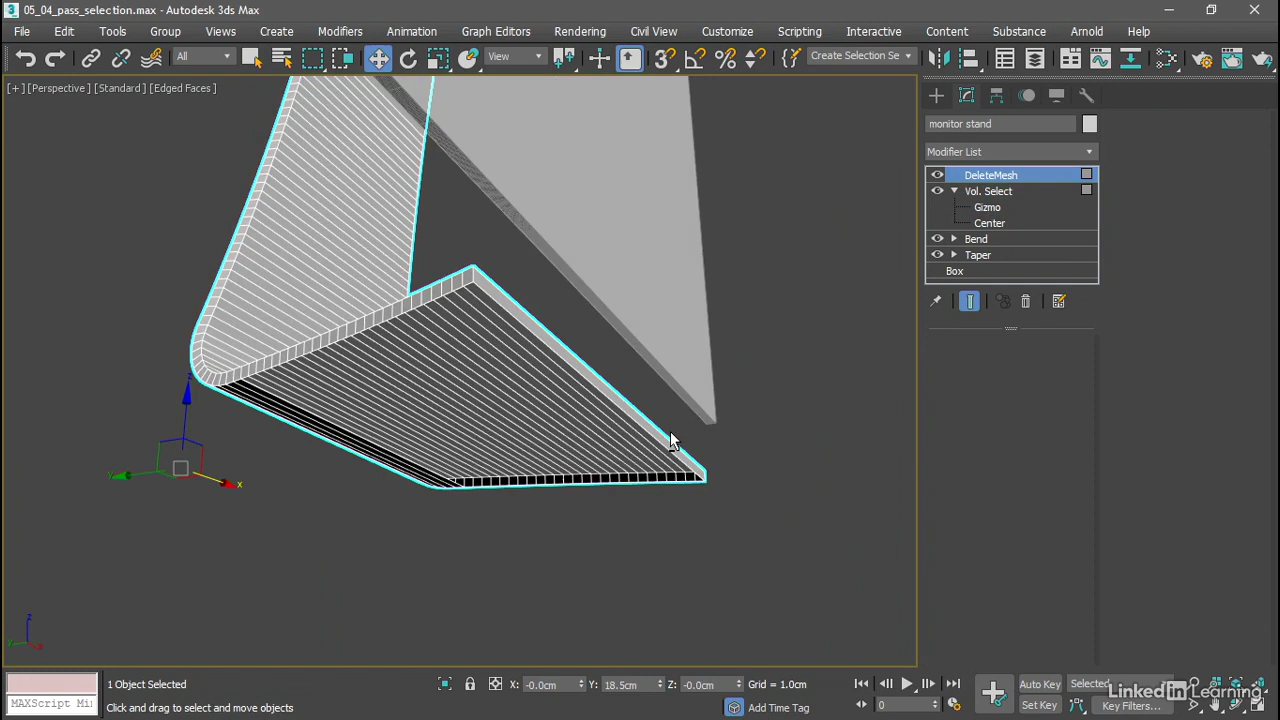 05_04_pass_selection.max - Autodesk 3ds Max
File Edit Tools Group Views Create Modifiers Animation Graph Editors Rendering Civil View Customize Scripting Interactive Content Substance Arnold Help
All View Create Selection Se
[+] [Perspective] [Standard] [Edged Faces]
monitor stand
Modifier List
DeleteMesh
Vol. Select
Gizmo
Center
Bend
Taper
Box
z
y
x
z
y
x
1 Object Selected X: -0.0cm Y: 18.5cm Z: -0.0cm Grid = 1.0cm Auto Key Selected
MAXScript Mi Click and drag to select and move objects Add Time Tag 0 Set Key Key Filters...
LinkedIn Learning